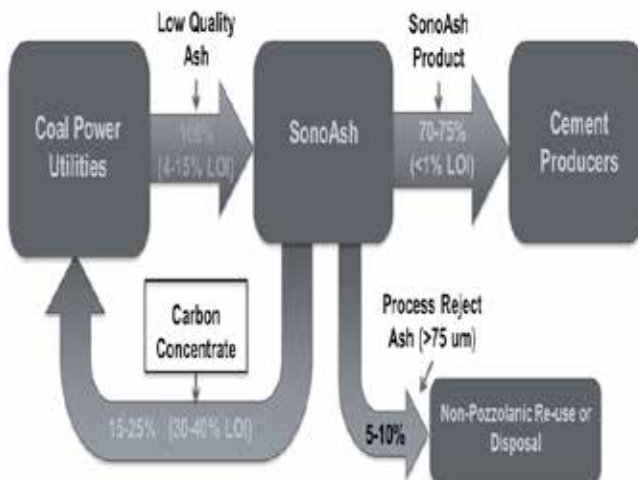 Low Quality
Ash
SonoAsh
Product
Coal Power
Utilities
100%
(4-15% LOI)
SonoAsh
70-75%
(<1% LOI)
Cement
Producers
Carbon
Concentrate
15-25% (30-40% LOI)
Process Reject
Ash (>75 um)
5-10%
Non-Pozzolanic Re-use or
Disposal